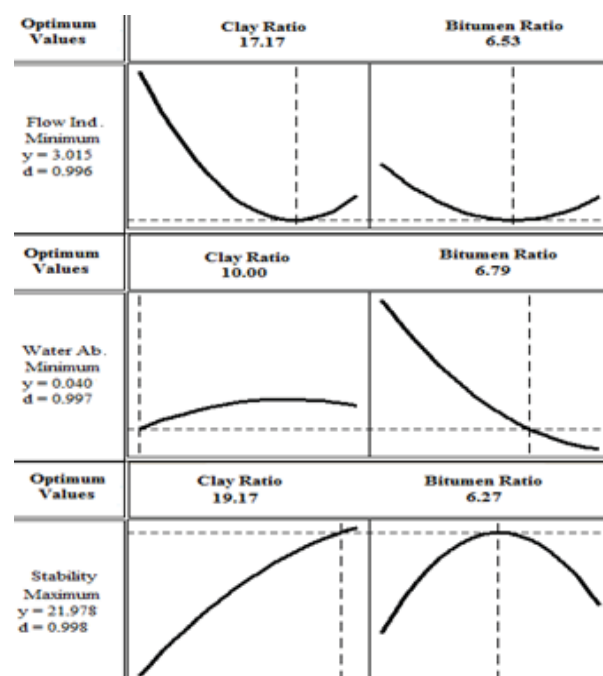 Optimum
Values
Clay Ratio
17.17
Bitumen Ratio
6.53
Flow Ind.
Minimum
y = 3.015
d = 0.996
Optimum
Values
Clay Ratio
10.00
Bitumen Ratio
6.79
Water Ab.
Minimum
y = 0.040
d = 0.997
Optimum
Values
Clay Ratio
19.17
Bitumen Ratio
6.27
Stability
Maximum
y = 21.978
d = 0.998